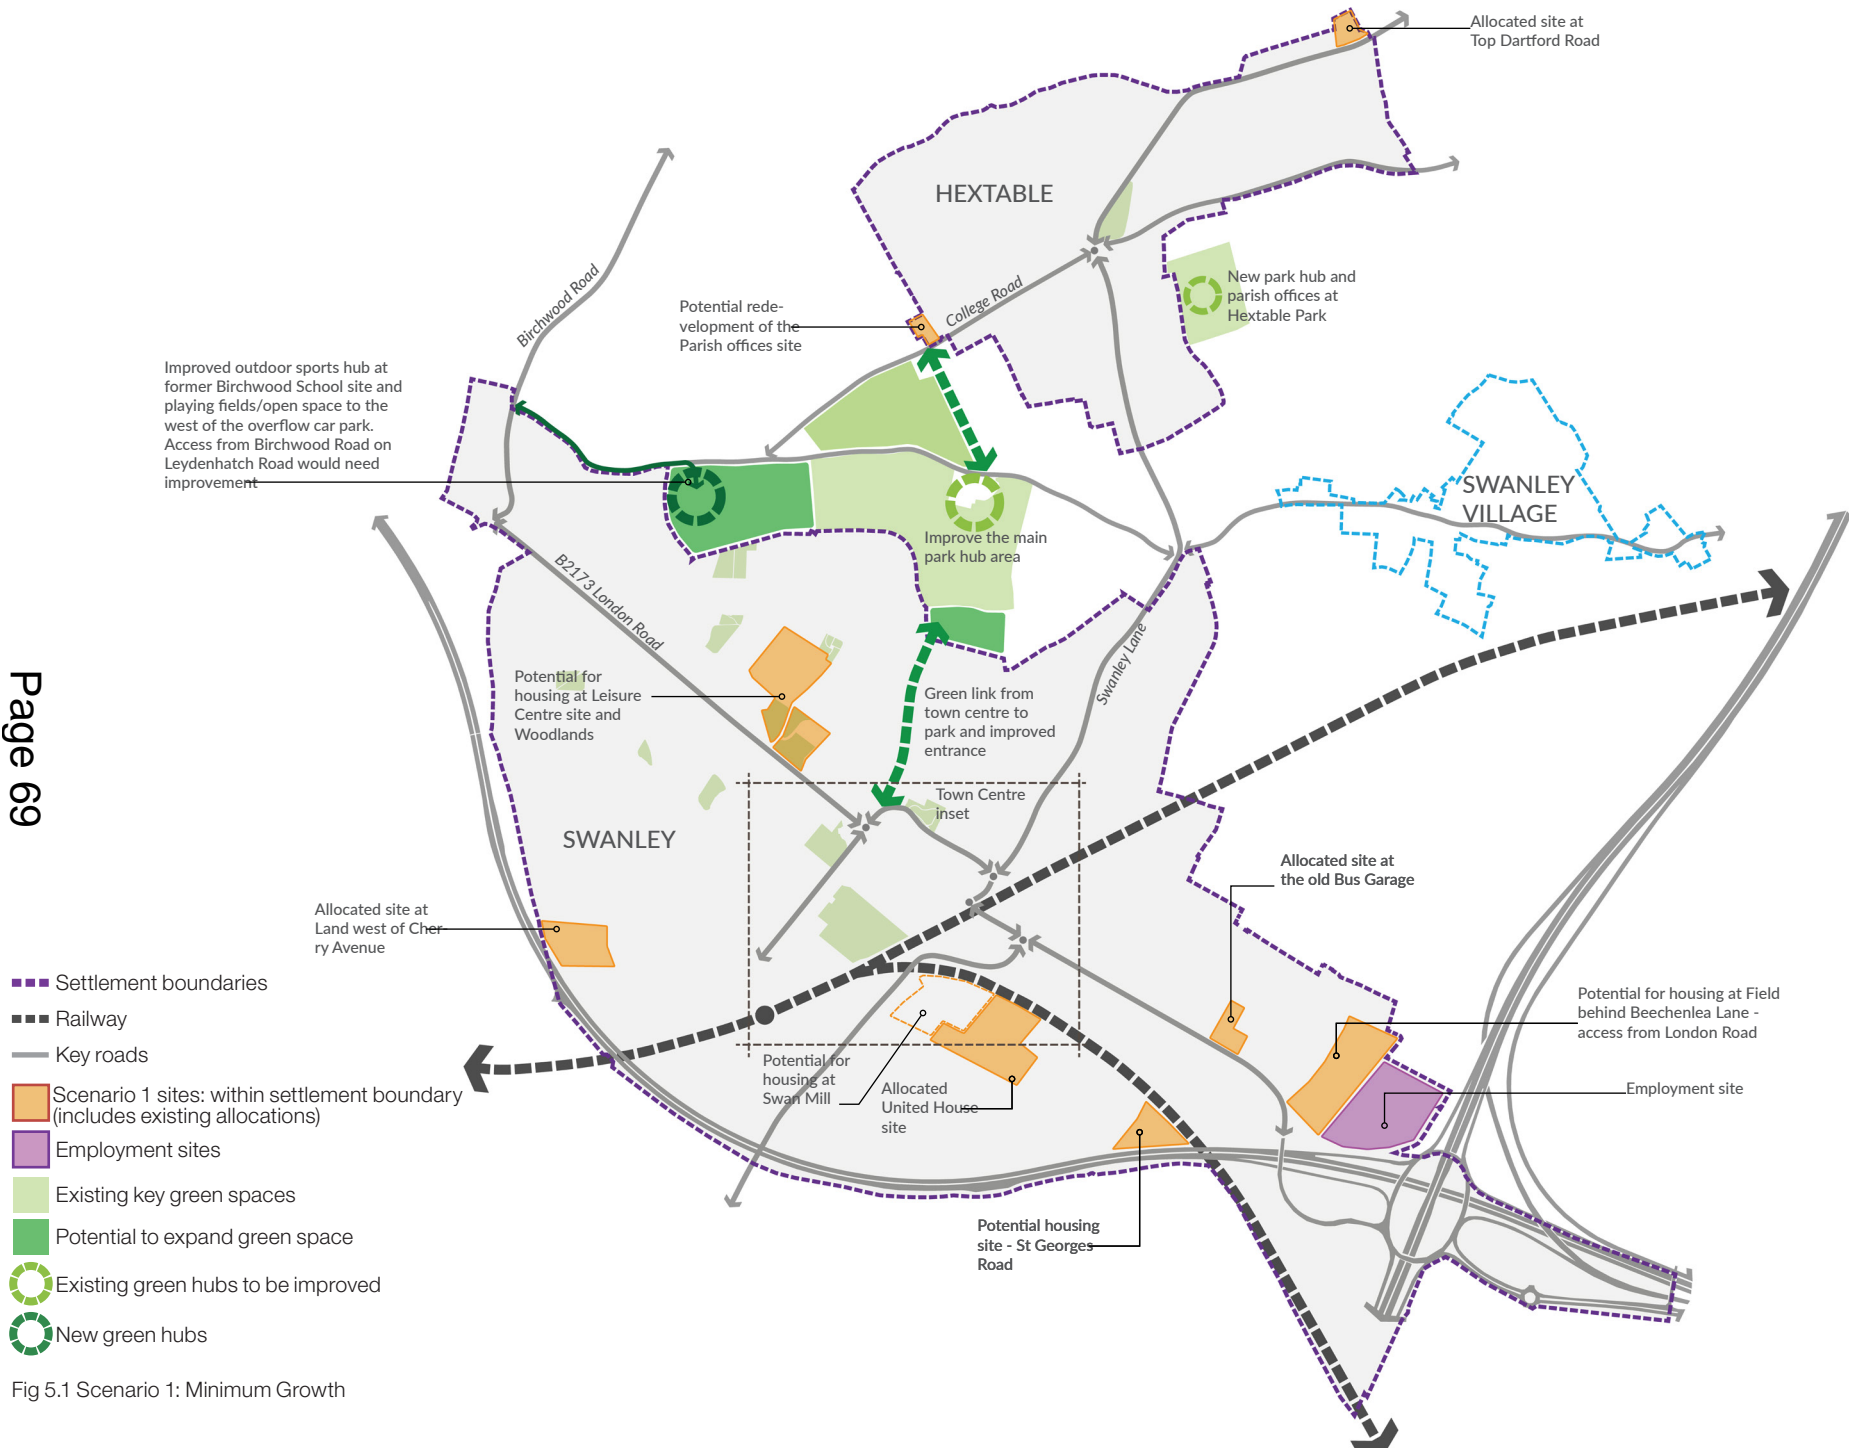 Allocated site at
Top Dartford Road
HEXTABLE
Birchwood Road
College Road
New park hub and
parish offices at
Hextable Park
Potential rede-
velopment of the
Parish offices site
Improved outdoor sports hub at
former Birchwood School site and
playing fields/open space to the
west of the overflow car park.
Access from Birchwood Road on
Leydenhatch Road would need
improvement
SWANLEY
VILLAGE
Improve the main
park hub area
B2173 London Road
Swanley Lane
Potential for
housing at Leisure
Centre site and
Woodlands
Green link from
town centre to
park and improved
entrance
Page 69
Town Centre
inset
SWANLEY
Allocated site at
the old Bus Garage
Allocated site at
Land west of Cher-
ry Avenue
Potential for housing at Field
behind Beechenlea Lane -
access from London Road
Potential for
housing at
Swan Mill
Allocated
United House
site
Employment site
Potential housing
site - St Georges
Road
Settlement boundaries
Railway
Key roads
Scenario 1 sites: within settlement boundary
(includes existing allocations)
Employment sites
Existing key green spaces
Potential to expand green space
Existing green hubs to be improved
New green hubs
Fig 5.1 Scenario 1: Minimum Growth